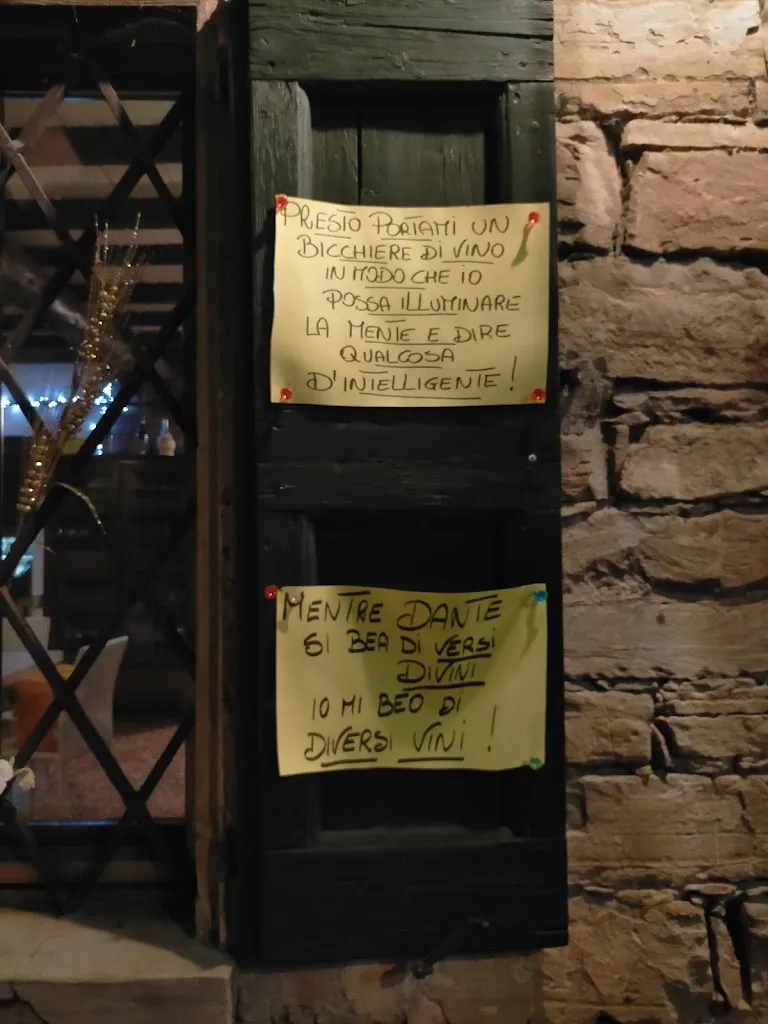 PRESTO PORTAMI UN
BICCHIERE DI VINO
IN MODO CHE IO
POSSA ILLUMINARE
LA MENTE E DIRE
QUALCOSA
D'INTELLIGENTE!
MENTRE DANTE
SI BEA DI VERSI
DIVINI
IO MI BEO DI
DIVERSI VINI!